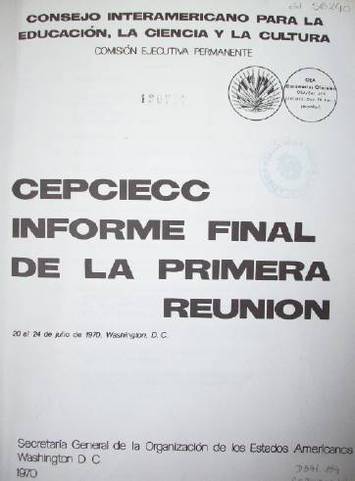 CONSEJO INTERAMERICANO PARA LA
EDUCACIÓN, LA CIENCIA Y LA CULTURA
COMISIÓN EJECUTIVA PERMANENTE
OEA
CEPCIECC
INFORME FINAL
DE LA PRIMERA
REUNION
20 al 24 de julio de 1970, Washington, D. C.
Secretaría General de la Organización de los Estados Americanos
Washington D C
1970